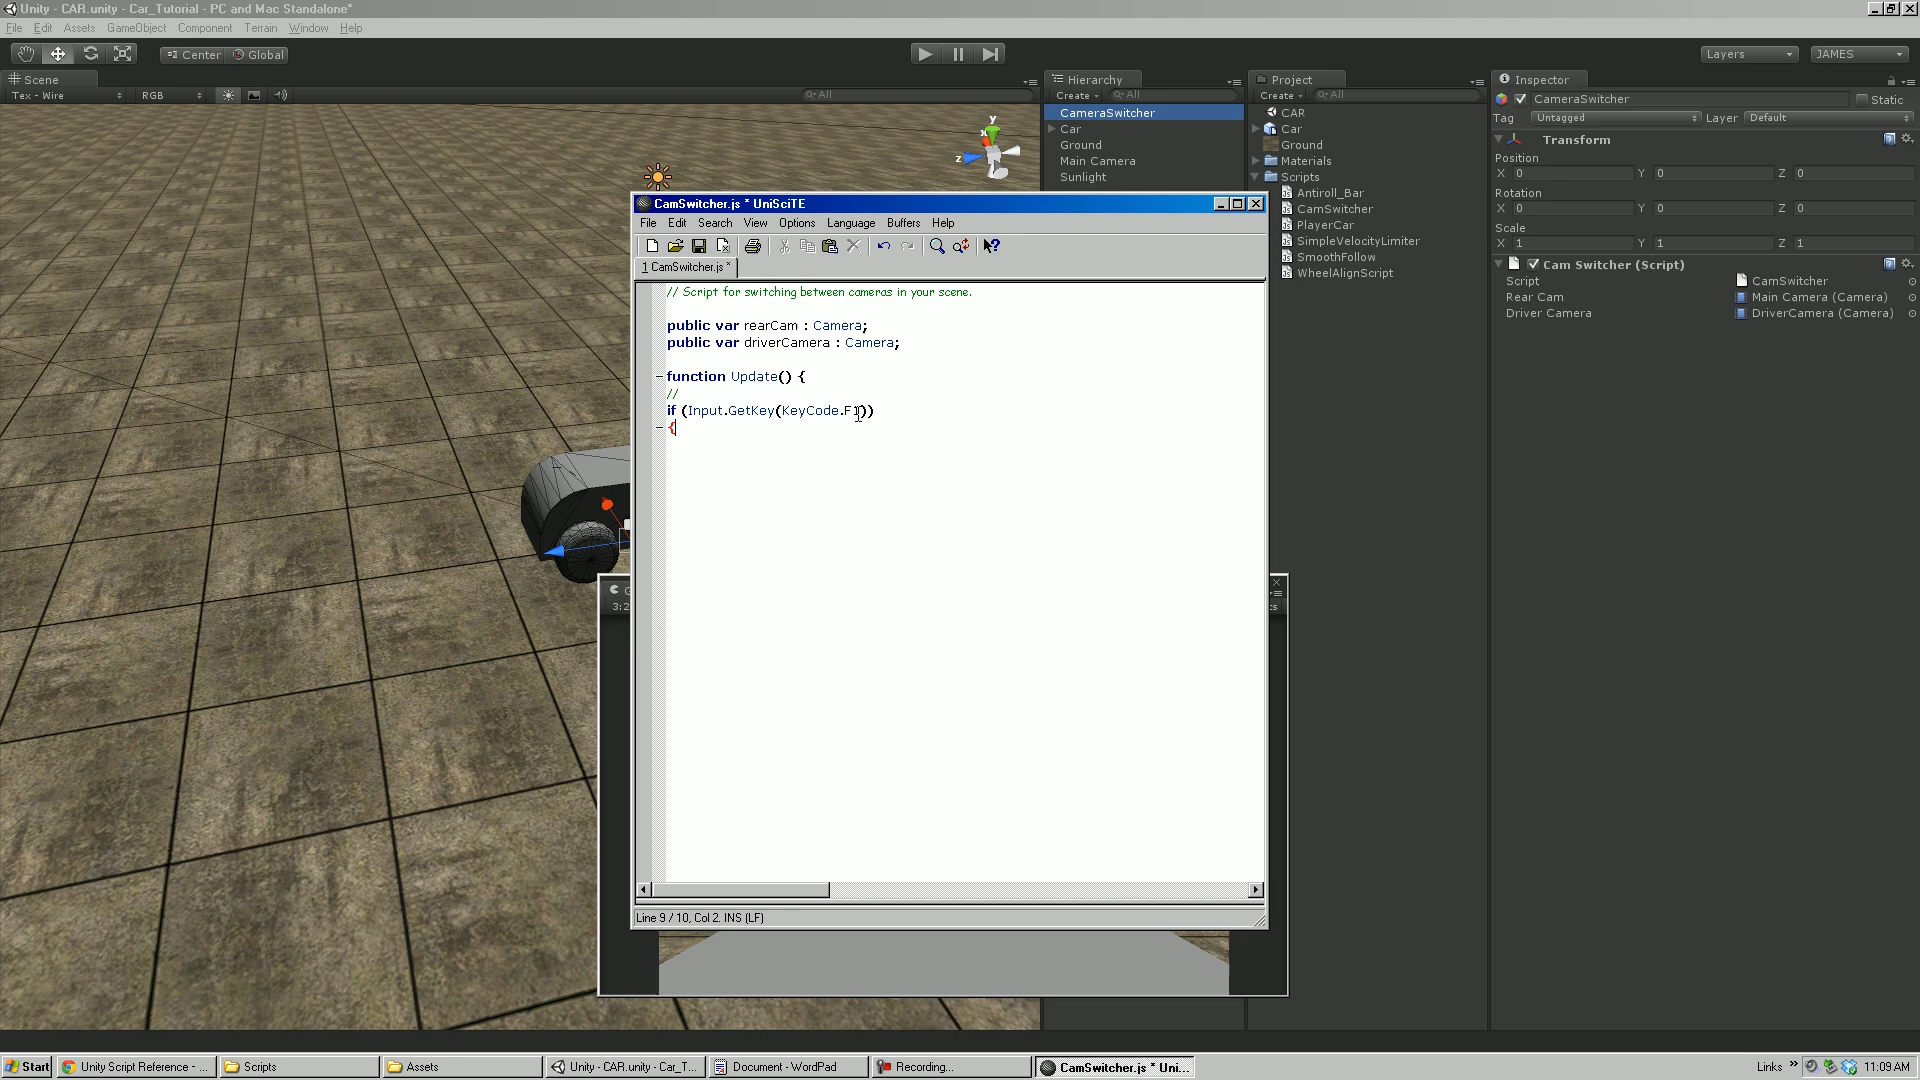 Unity - CAR.unity - Car_Tutorial - PC and Mac Standalone*
File Edit Assets GameObject Component Terrain Window Help
Center Global
Layers
JAMES
Scene
Tex - Wire RGB All
y
x
z
Hierarchy
Create All
CameraSwitcher
Car
Ground
Main Camera
Sunlight
Project
Create All
CAR
Car
Ground
Materials
Scripts
Antiroll_Bar
CamSwitcher
PlayerCar
SimpleVelocityLimiter
SmoothFollow
WheelAlignScript
Inspector
CameraSwitcher Static
Tag Untagged Layer Default
Transform
Position
X 0 Y 0 Z 0
Rotation
X 0 Y 0 Z 0
Scale
X 1 Y 1 Z 1
Cam Switcher (Script)
Script CamSwitcher
Rear Cam Main Camera (Camera)
Driver Camera DriverCamera (Camera)
CamSwitcher.js * UniSciTE
File Edit Search View Options Language Buffers Help
1 CamSwitcher.js *
// Script for switching between cameras in your scene.
public var rearCam : Camera;
public var driverCamera : Camera;
function Update() {
//
if (Input.GetKey(KeyCode.F1))
{
Line 9 / 10, Col 2. INS (LF)
Start Unity Script Reference - ... Scripts Assets Unity - CAR.unity - Car_T... Document - WordPad Recording... CamSwitcher.js * Uni... Links » 11:09 AM